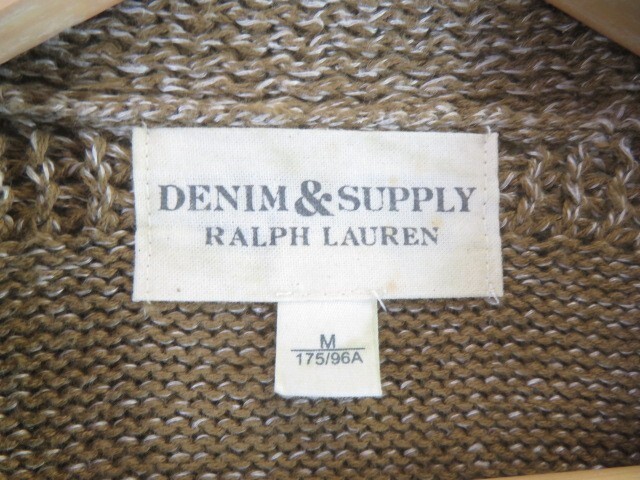 DENIM & SUPPLY
RALPH LAUREN
M
175/96A